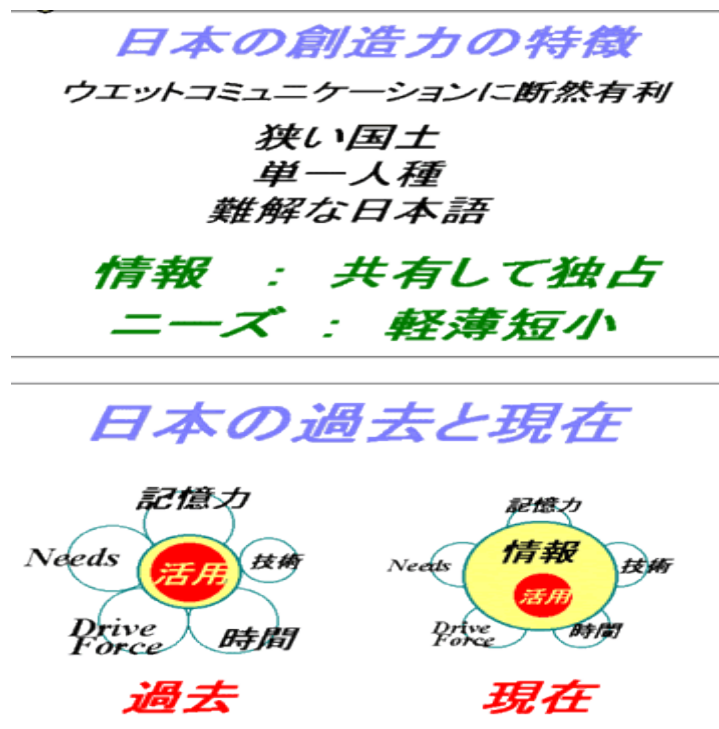 日本の創造力の特徴
ウエットコミュニケーションに断然有利
狭い国土
単一人種
難解な日本語
情報 : 共有して独占
ニーズ : 軽薄短小
日本の過去と現在
記憶力
Needs
活用
技術
Drive
Force
時間
過去
記憶力
情報
Needs
技術
活用
Drive
Force
時間
現在